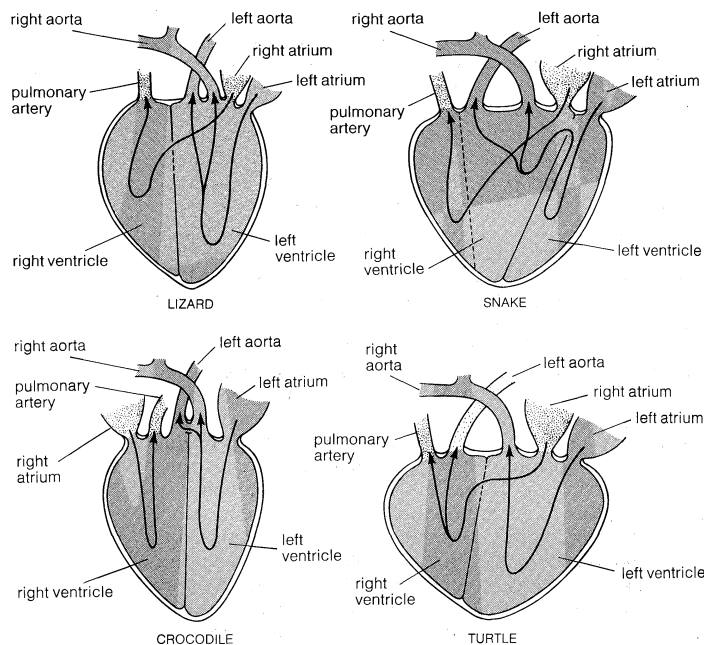 right aorta
left aorta
right atrium
left atrium
pulmonary
artery
right ventricle
left
ventricle
LIZARD
right aorta
left aorta
right atrium
left atrium
pulmonary
artery
right
ventricle
left ventricle
SNAKE
right aorta
left aorta
pulmonary
artery
left atrium
right
atrium
left
ventricle
right ventricle
CROCODILE
right
aorta
left aorta
right atrium
left atrium
pulmonary
artery
right
ventricle
left ventricle
TURTLE